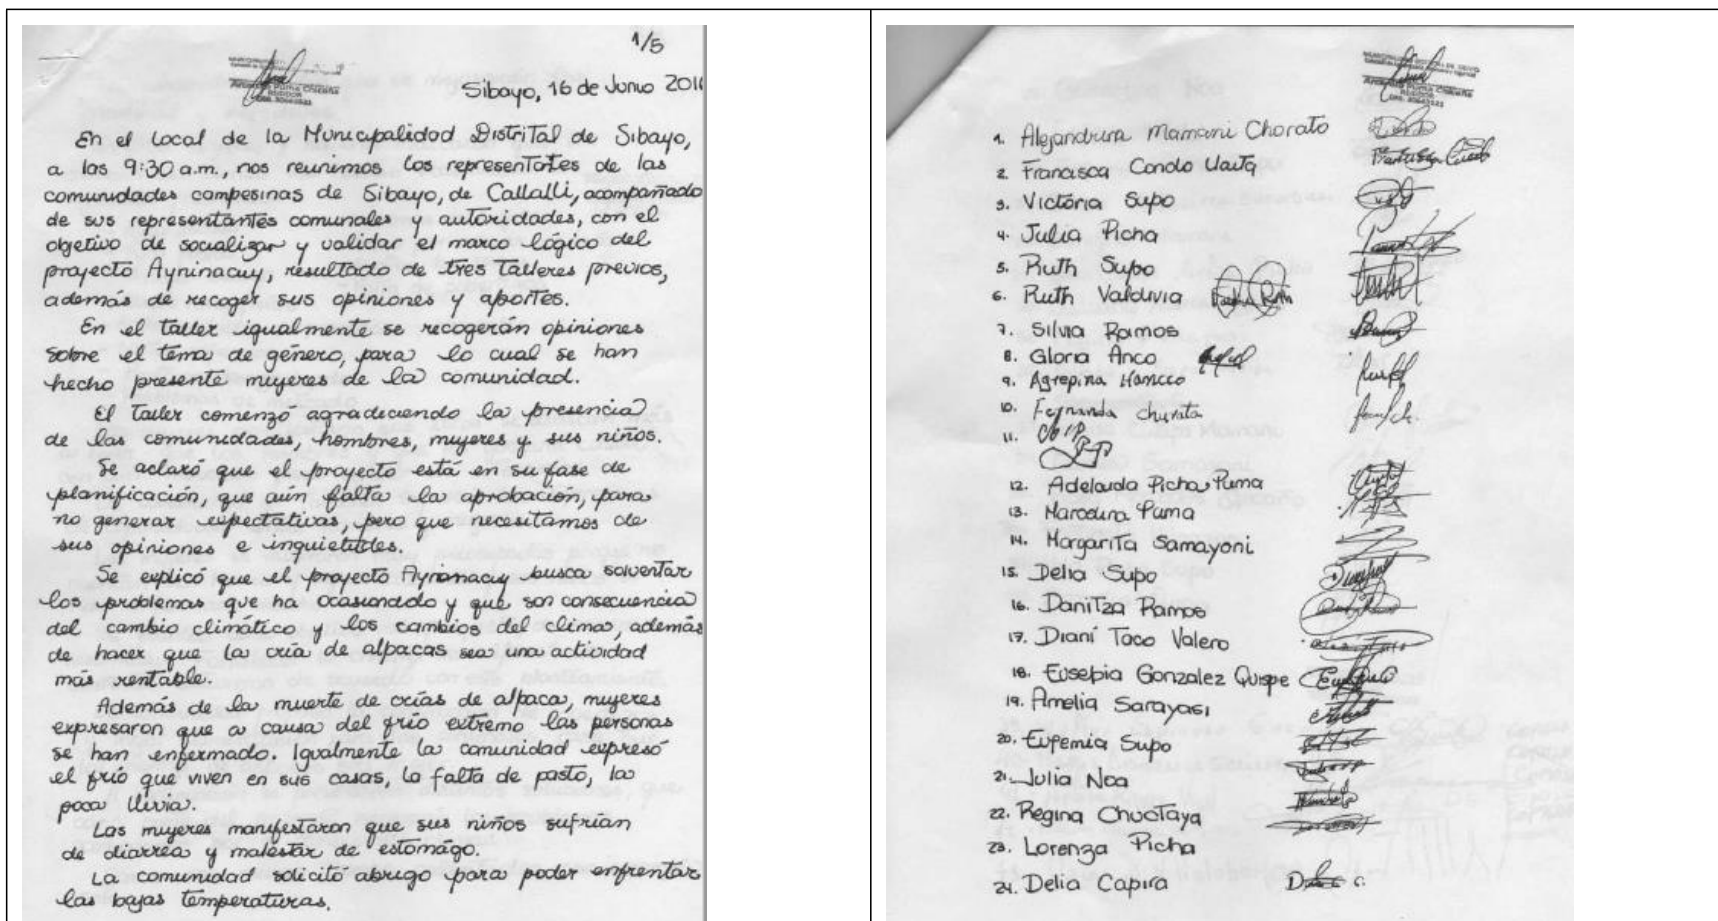 1/5
Sibayo, 16 de Junio 201
En el local de la Municipalidad Distrital de Sibayo,
a las 9:30 a.m., nos reunimos los representantes de las
comunidades campesinas de Sibayo, de Callalli, acompañado
de sus representantes comunales y autoridades, con el
objetivo de socializar y validar el marco lógico del
proyecto Ayninacuy, resultado de tres talleres previos,
además de recoger sus opiniones y aportes.
En el taller igualmente se recogerán opiniones
sobre el tema de género, para lo cual se han
hecho presente mujeres de la comunidad.
El taller comenzó agradeciendo la presencia
de las comunidades, hombres, mujeres y sus niños.
Se aclaró que el proyecto está en su fase de
planificación, que aún falta la aprobación, para
no generar expectativas, pero que necesitamos de
sus opiniones e inquietudes.
Se explicó que el proyecto Ayninacuy busca solventar
los problemas que ha ocasionado y que son consecuencia
del cambio climático y los cambios del clima, además
de hacer que la cría de alpacas sea una actividad
más rentable.
Además de la muerte de crías de alpaca, mujeres
expresaron que a causa del frío extremo las personas
se han enfermado. Igualmente la comunidad expresó
el frío que viven en sus casas, la falta de pasto, la
poca lluvia.
Las mujeres manifestaron que sus niños sufrían
de diarrea y malestar de estomágo.
La comunidad solicitó abrigo para poder enfrentar
las bajas temperaturas.
1. Alejandrina Mamani Chorato
2. Francisca Condo
3. Victoria Supo
4. Julia Picha
5. Ruth Supo
6. Ruth Valdivia
7. Silvia Ramos
8. Gloria Anco
9. Agrepina Hancco
10. Fernanda Churata
11.
12. Adelaida Picha Puma
13. Puma
14. Margarita Samayoni
15. Delia Supo
16. Danitza Ramos
17. Diani Taco Valero
18. Eusebia Gonzalez Quispe
19. Amelia Sarayasi
20. Eufemia Supo
21. Julia Noa
22. Regina Chuctaya
23. Lorenza Picha
24. Delia Capira